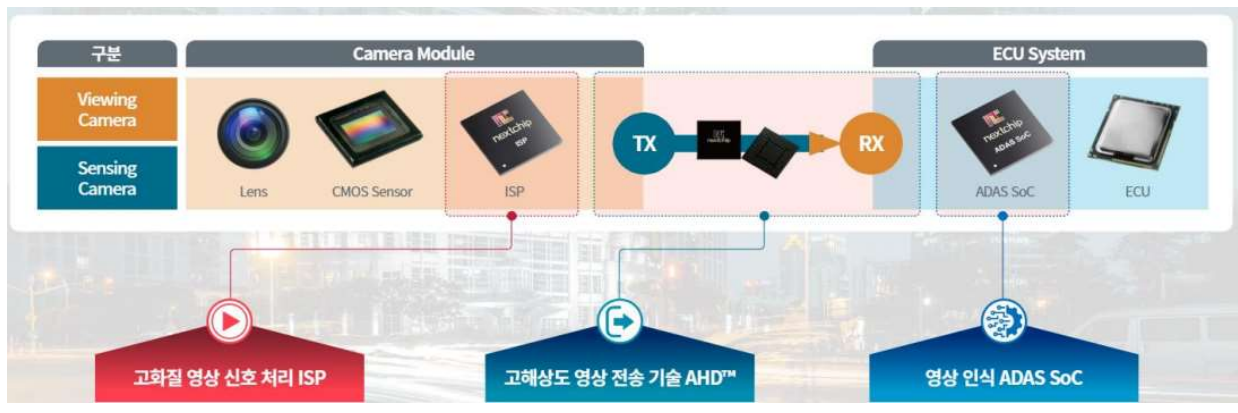 구분
Camera Module
ECU System
Viewing
Camera
Sensing
Camera
nextchip
ISP
TX
nextchip
RX
nextchip
ADAS SoC
Lens
CMOS Sensor
ISP
ADAS SoC
ECU
고화질 영상 신호 처리 ISP
고해상도 영상 전송 기술 AHD™
영상 인식 ADAS SoC